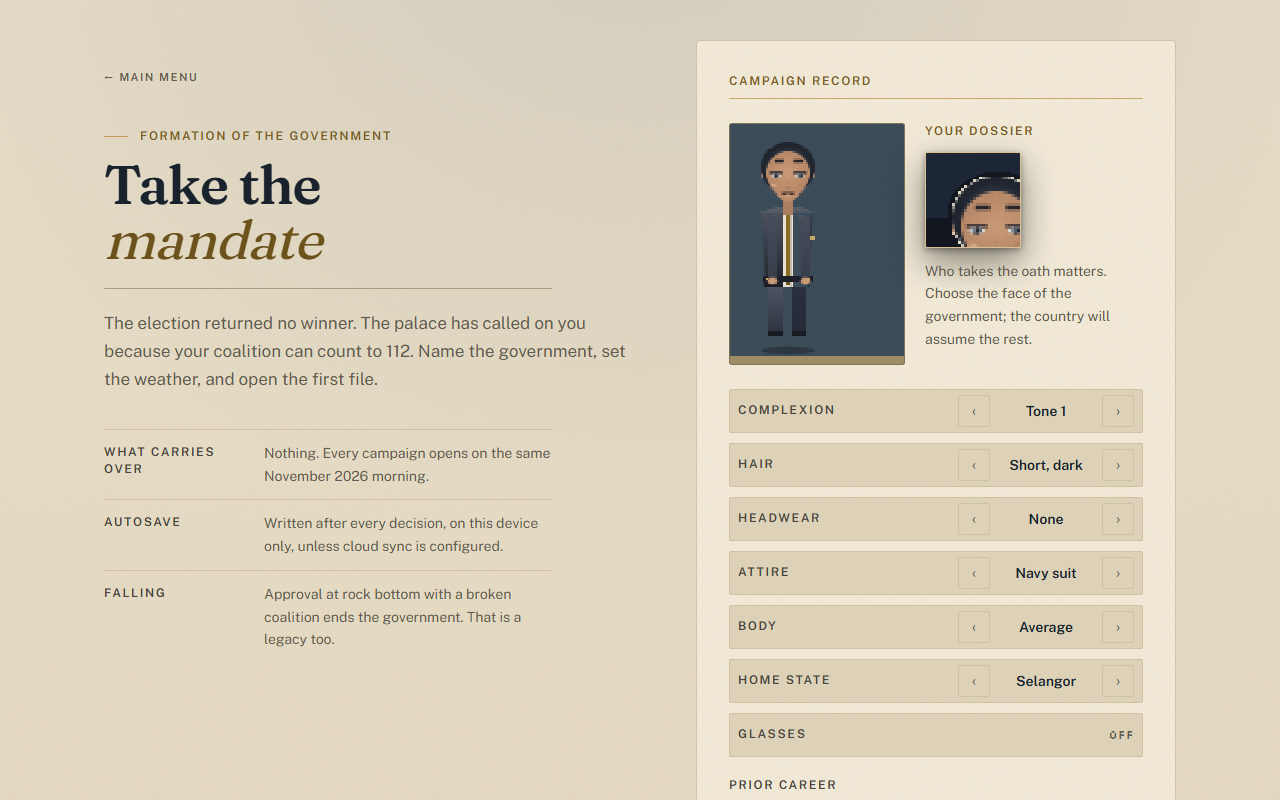 ← MAIN MENU
FORMATION OF THE GOVERNMENT
Take the
mandate
The election returned no winner. The palace has called on you
because your coalition can count to 112. Name the government, set
the weather, and open the first file.
WHAT CARRIES
OVER
Nothing. Every campaign opens on the same
November 2026 morning.
AUTOSAVE
Written after every decision, on this device
only, unless cloud sync is configured.
FALLING
Approval at rock bottom with a broken
coalition ends the government. That is a
legacy too.
CAMPAIGN RECORD
YOUR DOSSIER
Who takes the oath matters.
Choose the face of the
government; the country will
assume the rest.
COMPLEXION
‹ Tone 1 ›
HAIR
‹ Short, dark ›
HEADWEAR
‹ None ›
ATTIRE
‹ Navy suit ›
BODY
‹ Average ›
HOME STATE
‹ Selangor ›
GLASSES
OFF
PRIOR CAREER